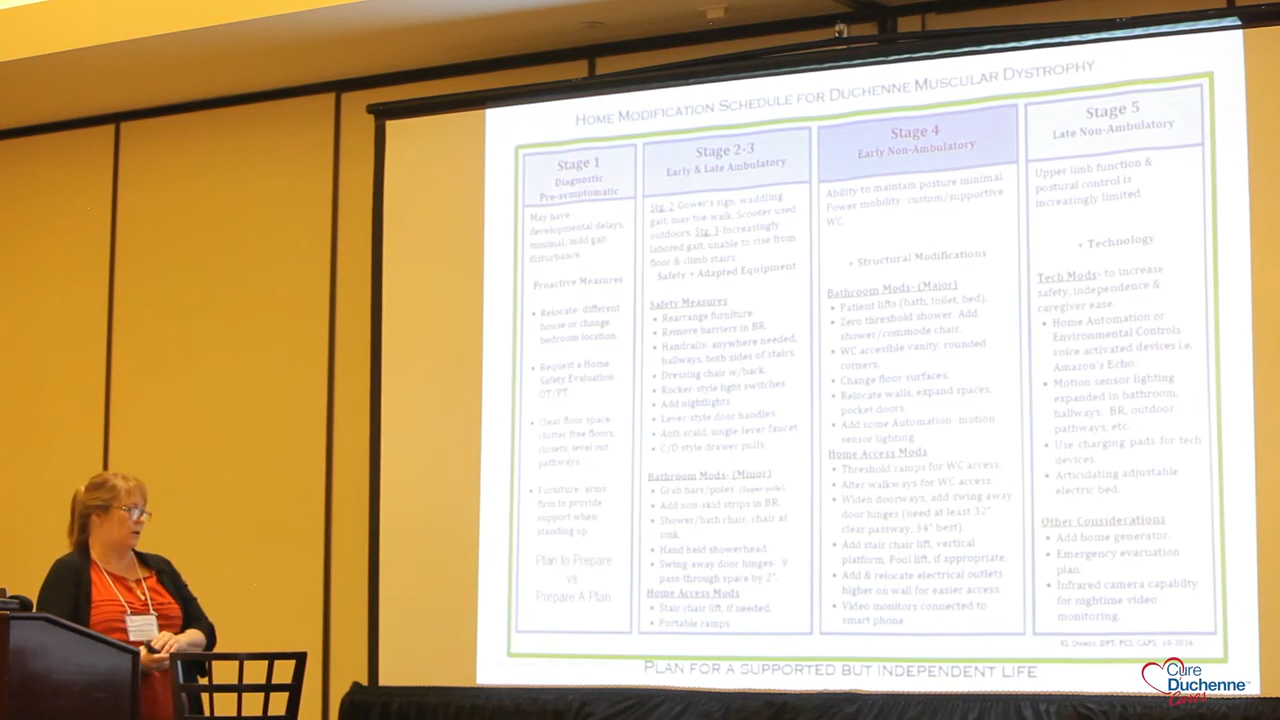 HOME MODIFICATION SCHEDULE FOR DUCHENNE MUSCULAR DYSTROPHY
Stage 1
Diagnostic
Pre-symptomatic
May have
developmental delays,
minimal/mild gait
disturbance.
Proactive Measures
• Relocate- different
house or change
bedroom location.
• Request a Home
Safety Evaluation
OT/PT.
• Clear floor space-
clutter free floors,
closets, level out
pathways.
• Furniture- arms
firm to provide
support when
standing up.
Plan to Prepare
vs
Prepare A Plan
Stage 2-3
Early & Late Ambulatory
Stg. 2 Gower's sign, waddling
gait, may toe-walk. Scooter used
outdoors. Stg. 3- Increasingly
labored gait, unable to rise from
floor & climb stairs.
Safety + Adapted Equipment
Safety Measures
• Rearrange furniture.
• Remove barriers in BR.
• Handrails- anywhere needed,
hallways, both sides of stairs.
• Dressing chair w/back.
• Rocker-style light switches.
• Add nightlights.
• Lever-style door handles
• Anti-scald, single-lever faucet.
• C/D style drawer pulls.
Bathroom Mods- (Minor)
• Grab bars/poles. (Super-pole).
• Add non-skid strips in BR.
• Shower/bath chair, chair at
sink.
• Hand held showerhead.
• Swing-away door hinges-
pass-through space by 2".
Home Access Mods
• Stair chair lift, if needed.
• Portable ramps
Stage 4
Early Non-Ambulatory
Ability to maintain posture minimal.
Power mobility- custom/supportive
WC.
+ Structural Modifications
Bathroom Mods- (Major)
• Patient lifts (bath, toilet, bed).
• Zero threshold shower. Add
shower/commode chair.
• WC accesible vanity, rounded
corners.
• Change floor surfaces.
• Relocate walls, expand spaces,
pocket doors.
• Add some Automation- motion
sensor lighting.
Home Access Mods
• Threshold ramps for WC access.
• Alter walkways for WC access
• Widen doorways, add swing away
door hinges (need at least 32"
clear passway, 34" best).
• Add stair chair lift, vertical
platform, Pool lift, if appropriate.
• Add & relocate electrical outlets
higher on wall for easier access.
• Video monitors connected to
smart phone.
Stage 5
Late Non-Ambulatory
Upper limb function &
postural control is
increasingly limited.
+ Technology
Tech Mods- to increase
safety, independence &
caregiver ease.
• Home Automation or
Environmental Controls-
voice activated devices i.e.
Amazon's Echo.
• Motion sensor lighting
expanded in bathroom,
hallways, BR, outdoor
pathways, etc.
• Use charging pads for tech
devices.
• Articulating adjustable
electric bed.
Other Considerations
• Add home generator.
• Emergency evacuation
plan.
• Infrared camera capabilty
for nightime video
monitoring.
KL Owens, DPT, PCS, CAPS, 10-2016
PLAN FOR A SUPPORTED BUT INDEPENDENT LIFE
Cure
Duchenne™
Cares